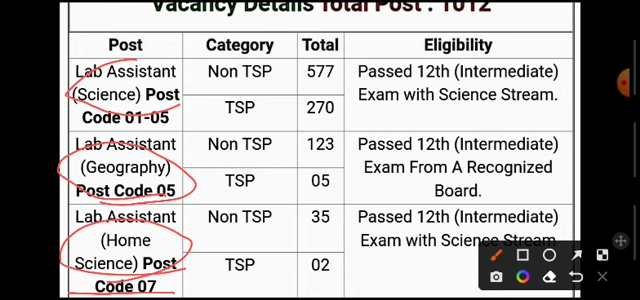 Vacancy Details Total Post : 1012
Post Category Total Eligibility
Lab Assistant (Science) Post Code 01-05
Non TSP 577
TSP 270
Passed 12th (Intermediate) Exam with Science Stream.
Lab Assistant (Geography) Post Code 05
Non TSP 123
TSP 05
Passed 12th (Intermediate) Exam From A Recognized Board.
Lab Assistant (Home Science) Post Code 07
Non TSP 35
TSP 02
Passed 12th (Intermediate) Exam with Science Stream